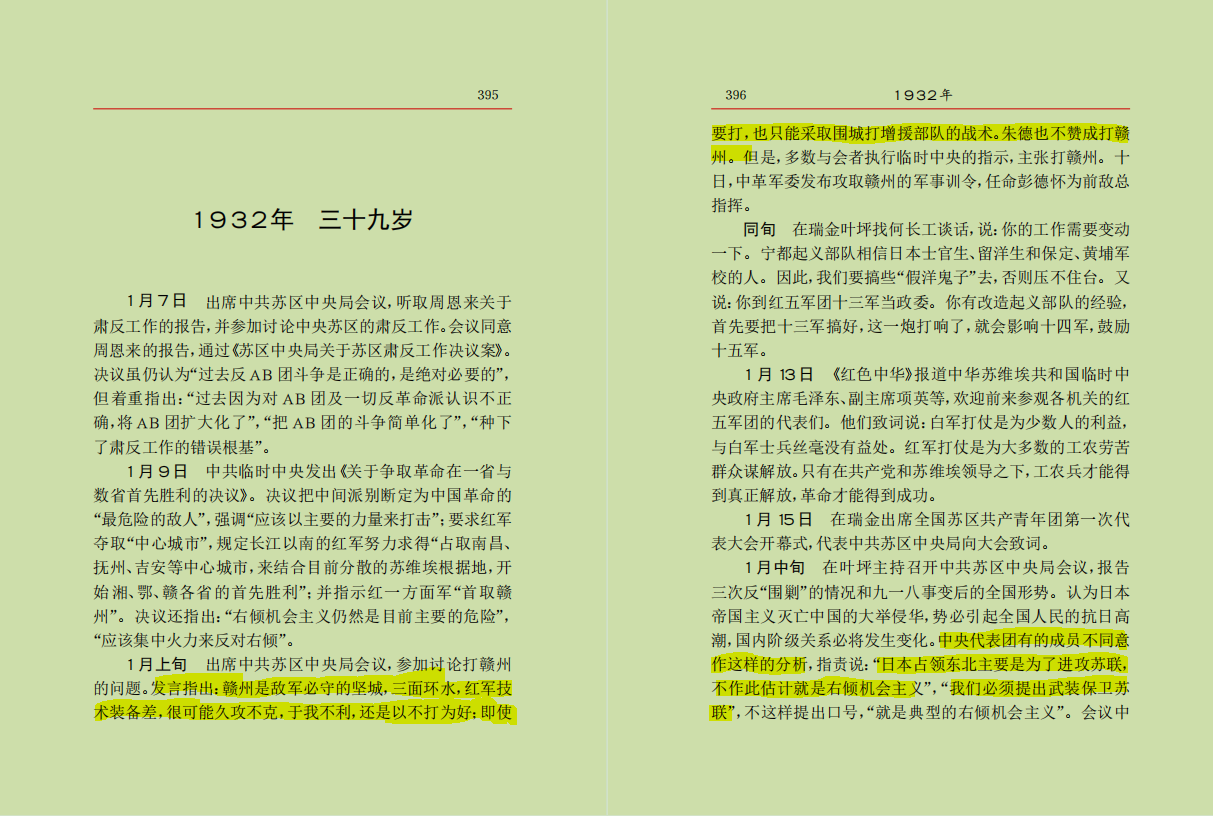 395
1932年 三十九岁
1月7日 出席中共苏区中央局会议,听取周恩来关于
肃反工作的报告,并参加讨论中央苏区的肃反工作。会议同意
周恩来的报告,通过《苏区中央局关于苏区肃反工作决议案》。
决议虽仍认为“过去反AB团斗争是正确的,是绝对必要的”,
但着重指出:“过去因为对AB团及一切反革命派认识不正
确,将AB团扩大化了”,“把AB团的斗争简单化了”,“种下
了肃反工作的错误根基”。
1月9日 中共临时中央发出《关于争取革命在一省与
数省首先胜利的决议》。决议把中间派别断定为中国革命的
“最危险的敌人”,强调“应该以主要的力量来打击”;要求红军
夺取“中心城市”,规定长江以南的红军努力求得“占取南昌、
抚州、吉安等中心城市,来结合目前分散的苏维埃根据地,开
始湘、鄂、赣各省的首先胜利”;并指示红一方面军“首取赣
州”。决议还指出:“右倾机会主义仍然是目前主要的危险”,
“应该集中火力来反对右倾”。
1月上旬 出席中共苏区中央局会议,参加讨论打赣州
的问题。发言指出:赣州是敌军必守的坚城,三面环水,红军技
术装备差,很可能久攻不克,于我不利,还是以不打为好;即使
396 1932年
要打,也只能采取围城打增援部队的战术。朱德也不赞成打赣
州。但是,多数与会者执行临时中央的指示,主张打赣州。十
日,中革军委发布攻取赣州的军事训令,任命彭德怀为前敌总
指挥。
同旬 在瑞金叶坪找何长工谈话,说:你的工作需要变动
一下。宁都起义部队相信日本士官生、留洋生和保定、黄埔军
校的人。因此,我们要搞些“假洋鬼子”去,否则压不住台。又
说:你到红五军团十三军当政委。你有改造起义部队的经验,
首先要把十三军搞好,这一炮打响了,就会影响十四军,鼓励
十五军。
1月13日 《红色中华》报道中华苏维埃共和国临时中
央政府主席毛泽东、副主席项英等,欢迎前来参观各机关的红
五军团的代表们。他们致词说:白军打仗是为少数人的利益,
与白军士兵丝毫没有益处。红军打仗是为大多数的工农劳苦
群众谋解放。只有在共产党和苏维埃领导之下,工农兵才能得
到真正解放,革命才能得到成功。
1月15日 在瑞金出席全国苏区共产青年团第一次代
表大会开幕式,代表中共苏区中央局向大会致词。
1月中旬 在叶坪主持召开中共苏区中央局会议,报告
三次反“围剿”的情况和九一八事变后的全国形势。认为日本
帝国主义灭亡中国的大举侵华,势必引起全国人民的抗日高
潮,国内阶级关系必将发生变化。中央代表团有的成员不同意
作这样的分析,指责说:“日本占领东北主要是为了进攻苏联,
不作此估计就是右倾机会主义”,“我们必须提出武装保卫苏
联”,不这样提出口号,“就是典型的右倾机会主义”。会议中